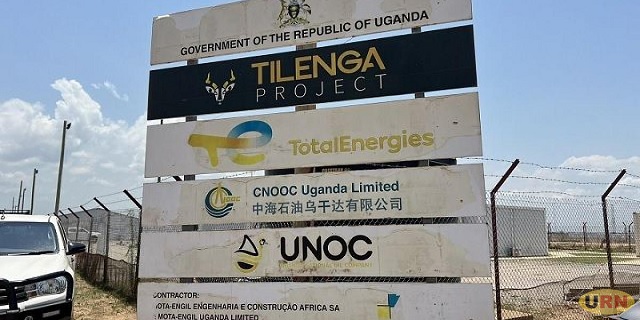 GOVERNMENT OF THE REPUBLIC OF UGANDA
TILENGA
PROJECT
TotalEnergies
CNOOC
CNOOC Uganda Limited
中海石油乌干达有限公司
UNOC
CONTRACTOR:
MOTA-ENGIL ENGENHARIA E CONSTRUÇÃO AFRICA SA
MOTA-ENGIL UGANDA LIMITED
URN